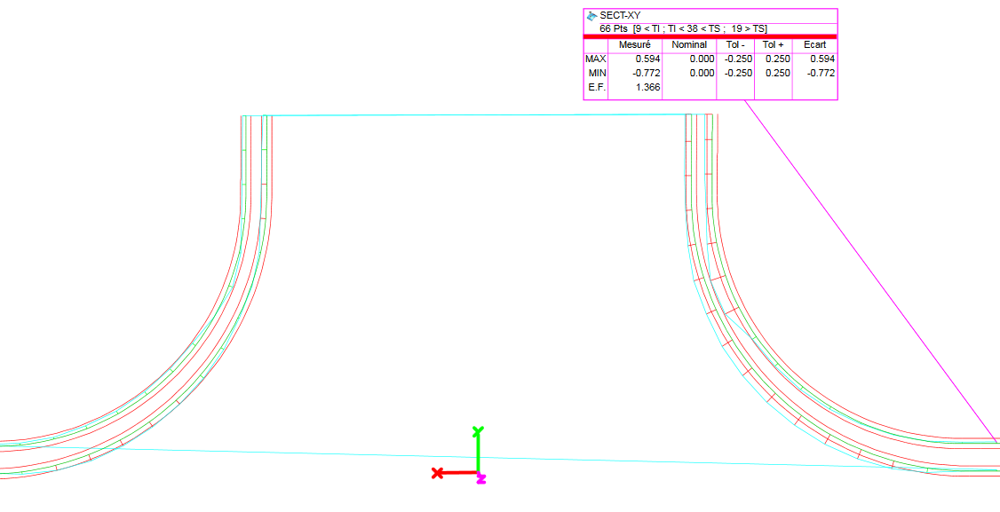 SECT-XY
66 Pts [9 < TI ; TI < 38 < TS ; 19 > TS]
Mesuré Nominal Tol - Tol + Ecart
MAX 0.594 0.000 -0.250 0.250 0.594
MIN -0.772 0.000 -0.250 0.250 -0.772
E.F. 1.366
Y
X
Z